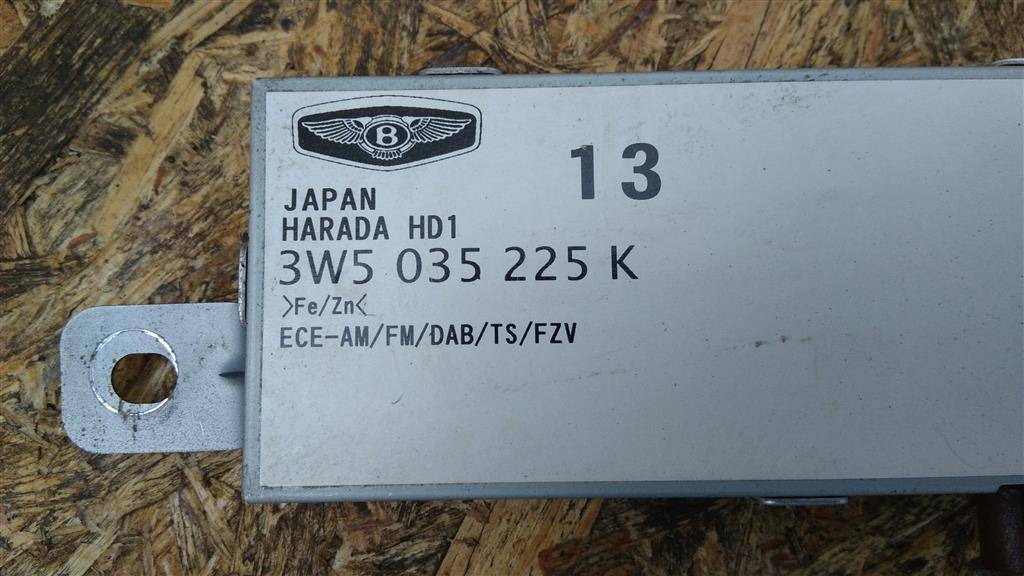 B
13
JAPAN
HARADA HD1
3W5 035 225 K
>Fe/Zn<
ECE-AM/FM/DAB/TS/FZV